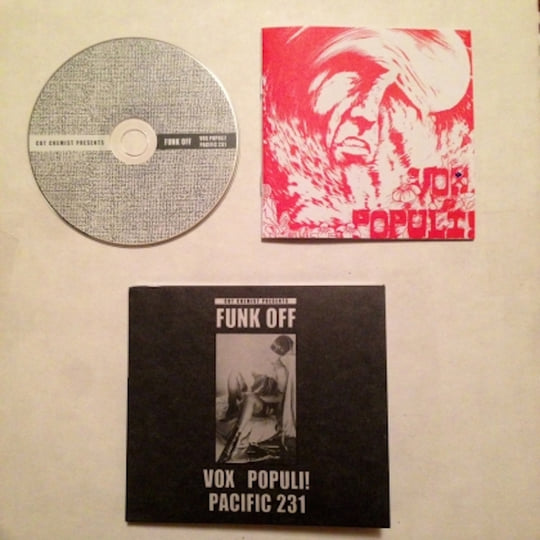 CUT CHEMIST PRESENTS
FUNK OFF
VOX POPULI
PACIFIC 231
VOX
POPULI!
CUT CHEMIST PRESENTS
FUNK OFF
VOX POPULI!
PACIFIC 231